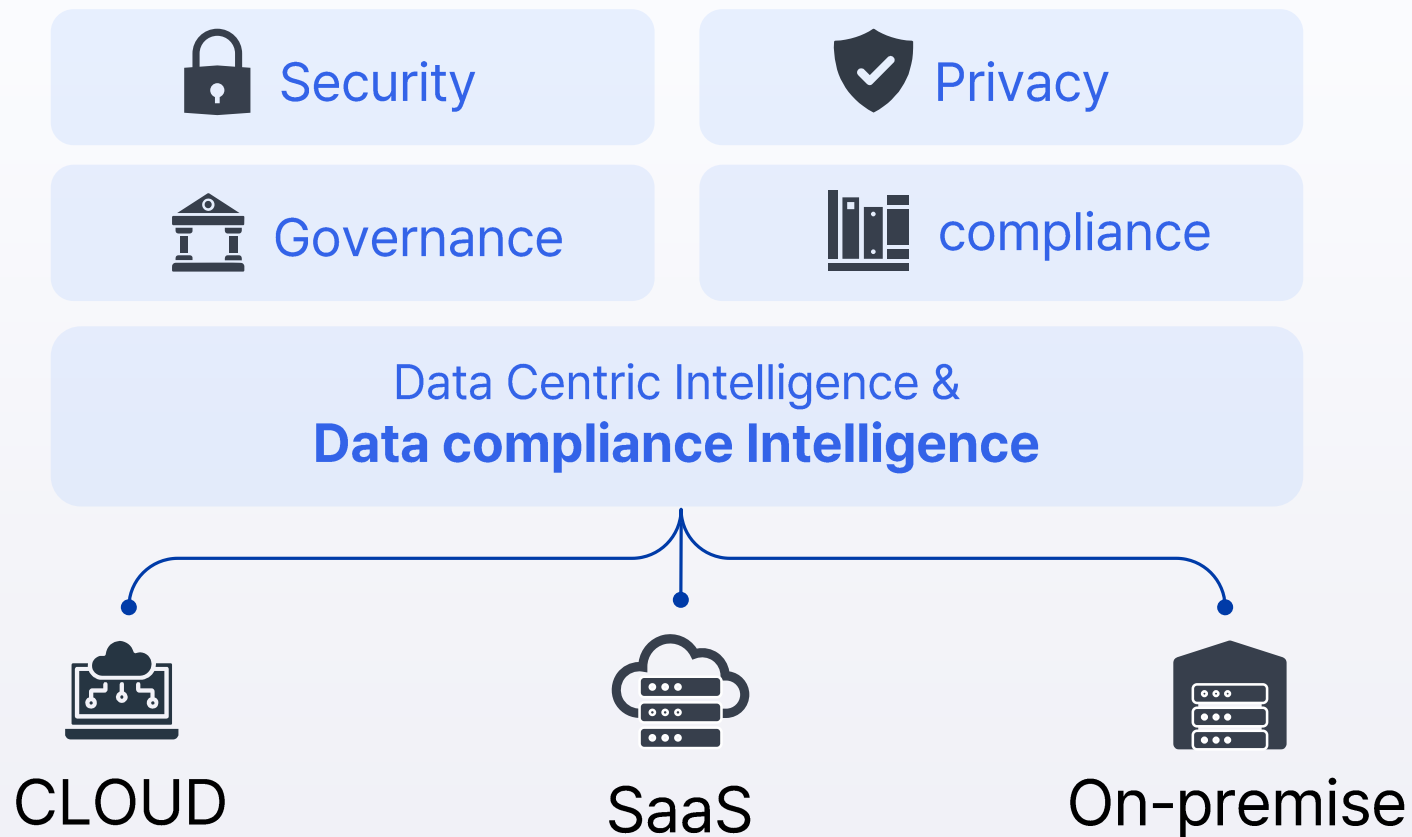 Security
Privacy
Governance
compliance
Data Centric Intelligence &
Data compliance Intelligence
CLOUD
SaaS
On-premise